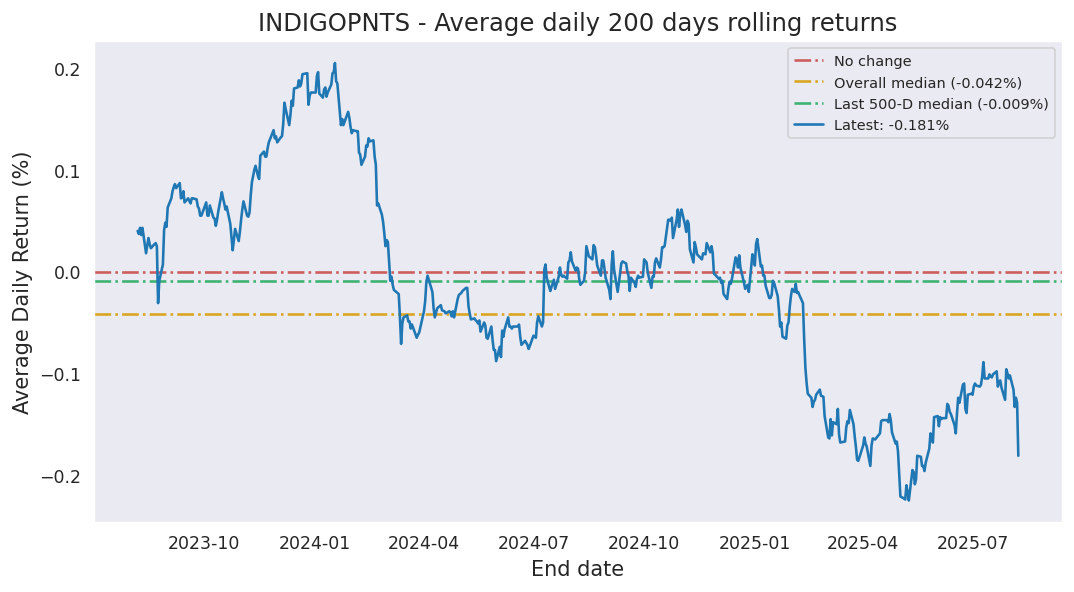 INDIGOPNTS - Average daily 200 days rolling returns
No change
Overall median (-0.042%)
Last 500-D median (-0.009%)
Latest: -0.181%
Average Daily Return (%)
0.2
0.1
0.0
−0.1
−0.2
2023-10 2024-01 2024-04 2024-07 2024-10 2025-01 2025-04 2025-07
End date